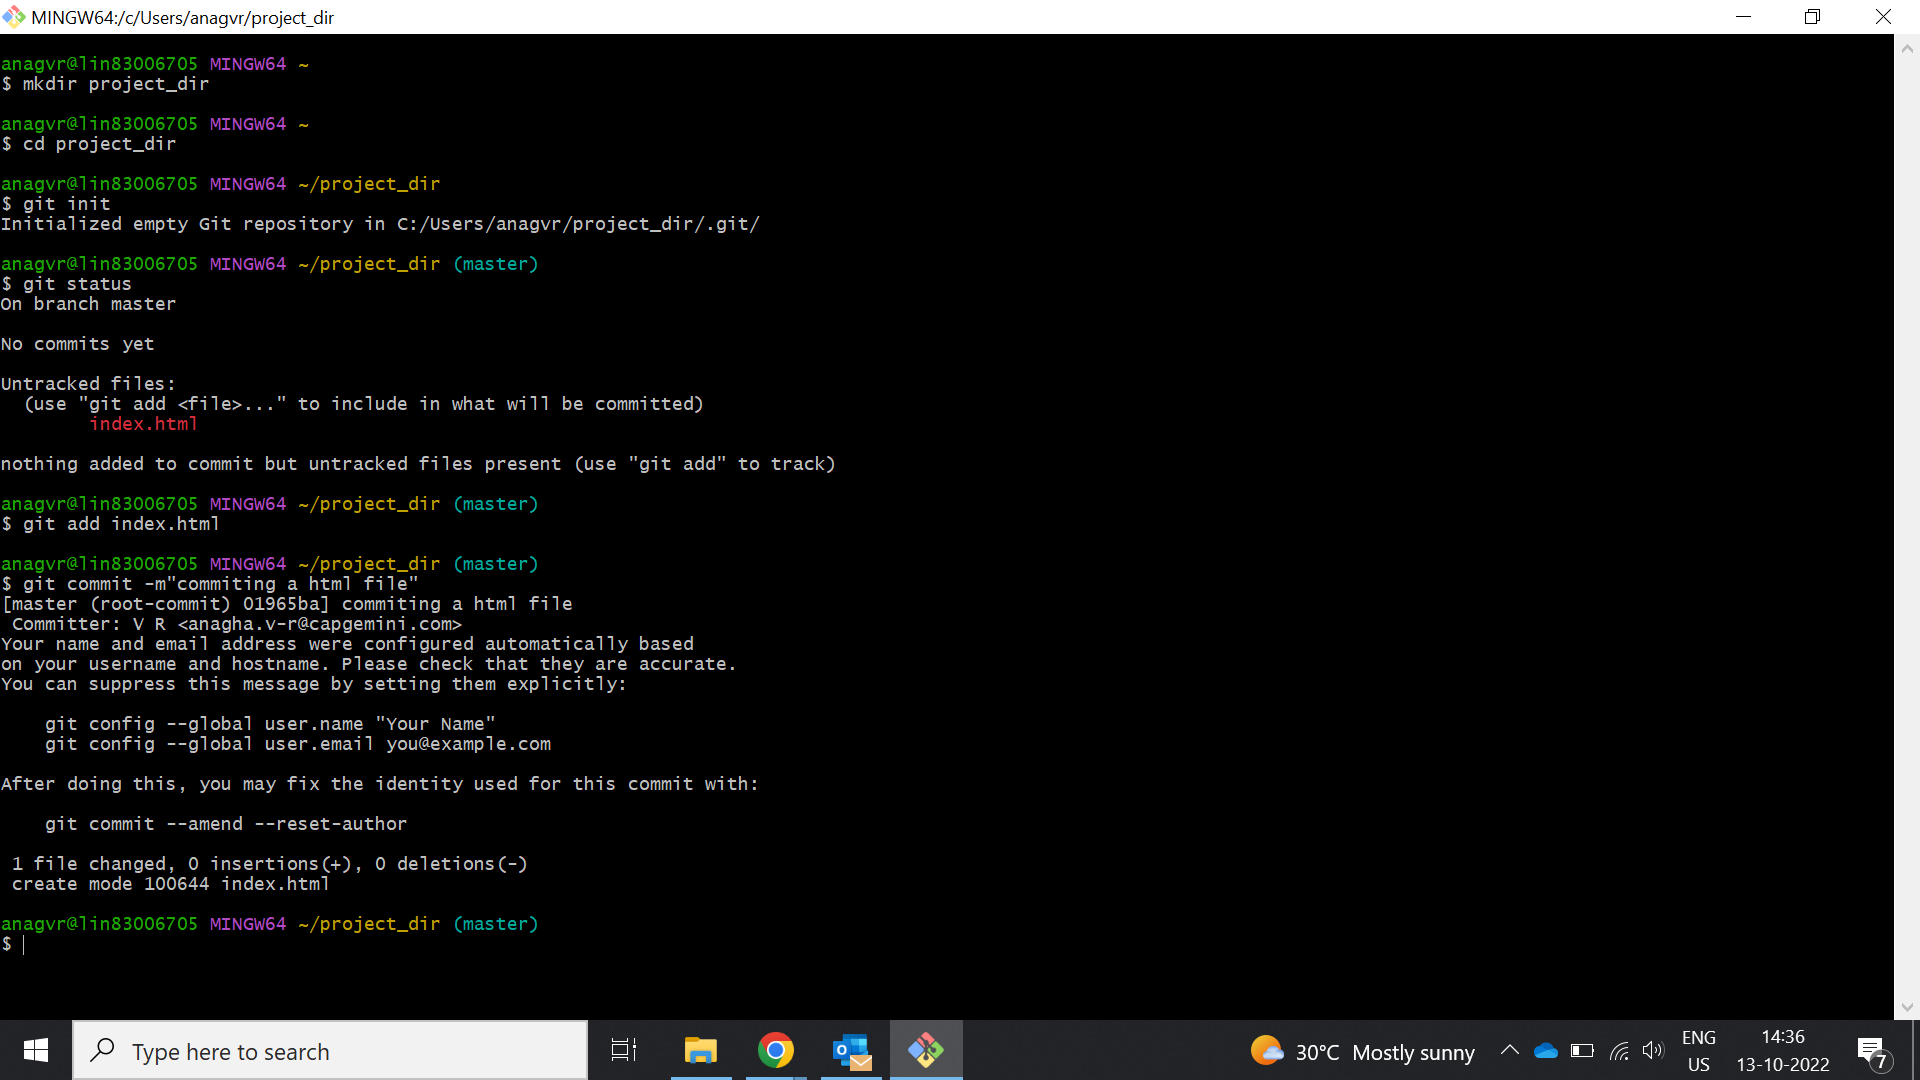 MINGW64:/c/Users/anagvr/project_dir
anagvr@lin83006705 MINGW64 ~
$ mkdir project_dir
anagvr@lin83006705 MINGW64 ~
$ cd project_dir
anagvr@lin83006705 MINGW64 ~/project_dir
$ git init
Initialized empty Git repository in C:/Users/anagvr/project_dir/.git/
anagvr@lin83006705 MINGW64 ~/project_dir (master)
$ git status
On branch master
No commits yet
Untracked files:
  (use "git add <file>..." to include in what will be committed)
        index.html
nothing added to commit but untracked files present (use "git add" to track)
anagvr@lin83006705 MINGW64 ~/project_dir (master)
$ git add index.html
anagvr@lin83006705 MINGW64 ~/project_dir (master)
$ git commit -m"commiting a html file"
[master (root-commit) 01965ba] commiting a html file
 Committer: V R <anagha.v-r@capgemini.com>
Your name and email address were configured automatically based
on your username and hostname. Please check that they are accurate.
You can suppress this message by setting them explicitly:
    git config --global user.name "Your Name"
    git config --global user.email you@example.com
After doing this, you may fix the identity used for this commit with:
    git commit --amend --reset-author
 1 file changed, 0 insertions(+), 0 deletions(-)
 create mode 100644 index.html
anagvr@lin83006705 MINGW64 ~/project_dir (master)
$
Type here to search
30°C Mostly sunny
ENG
US
14:36
13-10-2022
7